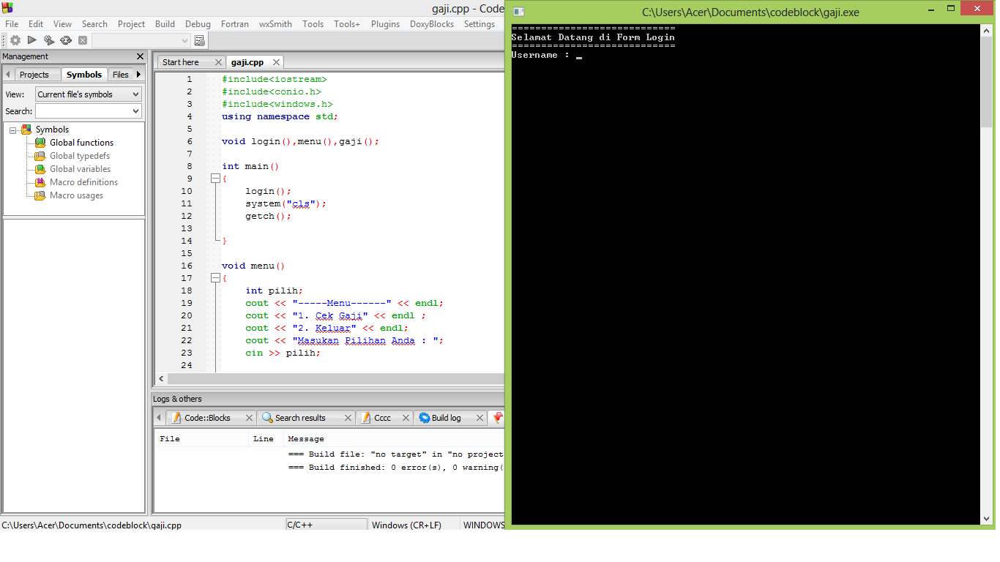 gaji.cpp - Code
File Edit View Search Project Build Debug Fortran wxSmith Tools Tools+ Plugins DoxyBlocks Settings
Management
Projects Symbols Files
View: Current file's symbols
Search:
Symbols
Global functions
Global typedefs
Global variables
Macro definitions
Macro usages
Start here gaji.cpp
1 #include<iostream>
2 #include<conio.h>
3 #include<windows.h>
4 using namespace std;
5
6 void login(),menu(),gaji();
7
8 int main()
9 {
10 login();
11 system("cls");
12 getch();
13
14 }
15
16 void menu()
17 {
18 int pilih;
19 cout << "-----Menu------" << endl;
20 cout << "1. Cek Gaji" << endl ;
21 cout << "2. Keluar" << endl;
22 cout << "Masukan Pilihan Anda : ";
23 cin >> pilih;
24
Logs & others
Code::Blocks Search results Cccc Build log
File Line Message
=== Build file: "no target" in "no project
=== Build finished: 0 error(s), 0 warning(
C:\Users\Acer\Documents\codeblock\gaji.cpp C/C++ Windows (CR+LF) WINDOWS
C:\Users\Acer\Documents\codeblock\gaji.exe
============================
Selamat Datang di Form Login
============================
Username : _